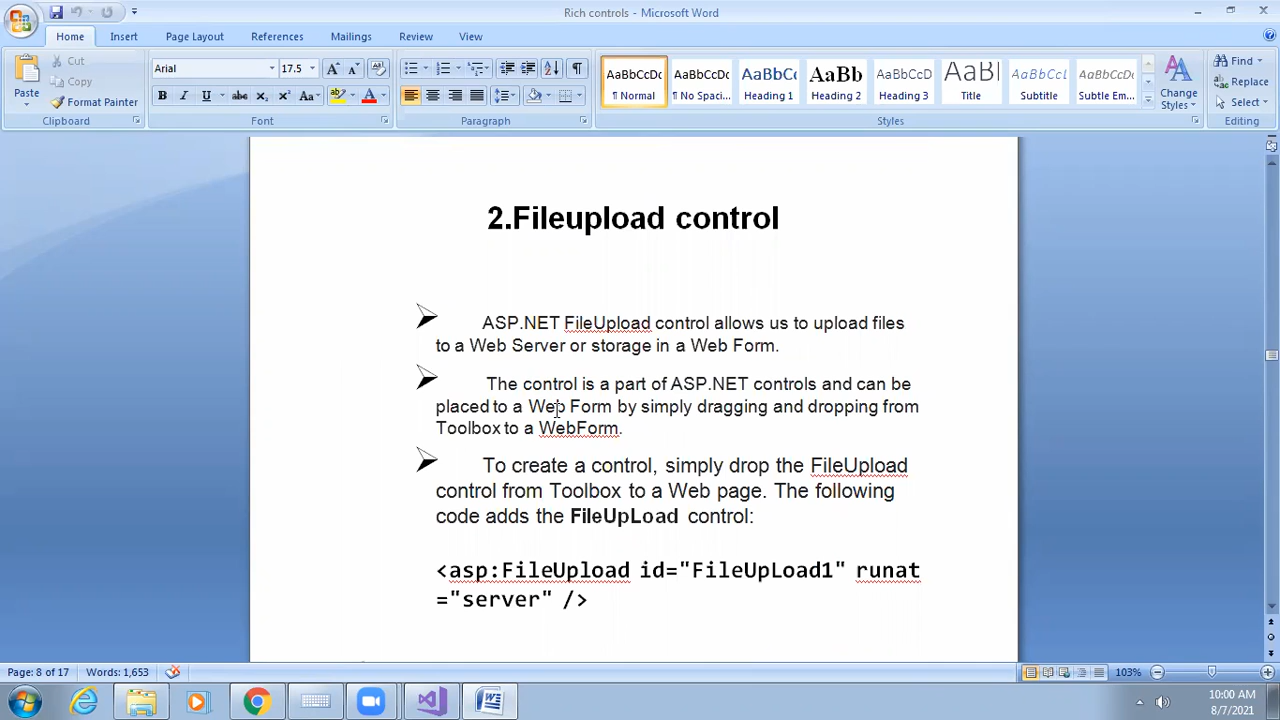 Rich controls - Microsoft Word
Home Insert Page Layout References Mailings Review View
Paste Cut Copy Format Painter
Arial 17.5
B I U abc X₂ X² Aa A
AaBbCcDc AaBbCcDc AaBbC( AaBb AaBbCcD AaB| AaBbCcL AaBbCcDc
¶ Normal ¶ No Spaci... Heading 1 Heading 2 Heading 3 Title Subtitle Subtle Em...
Change Styles
Find Replace Select
Clipboard Font Paragraph Styles Editing
2.Fileupload control
ASP.NET FileUpload control allows us to upload files
to a Web Server or storage in a Web Form.
The control is a part of ASP.NET controls and can be
placed to a Web Form by simply dragging and dropping from
Toolbox to a WebForm.
To create a control, simply drop the FileUpload
control from Toolbox to a Web page. The following
code adds the FileUpLoad control:
<asp:FileUpload id="FileUpLoad1" runat
="server" />
Page: 8 of 17 Words: 1,653 103%
10:00 AM
8/7/2021